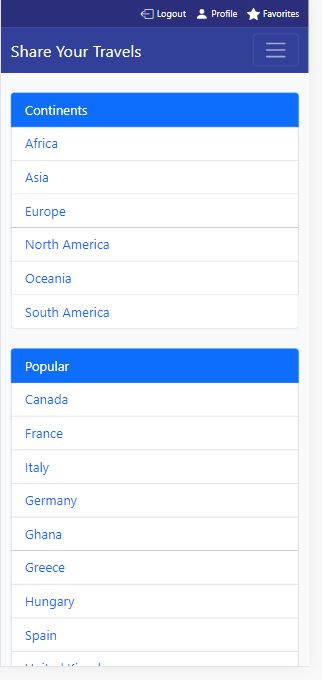 Logout Profile Favorites
Share Your Travels
Continents
Africa
Asia
Europe
North America
Oceania
South America
Popular
Canada
France
Italy
Germany
Ghana
Greece
Hungary
Spain